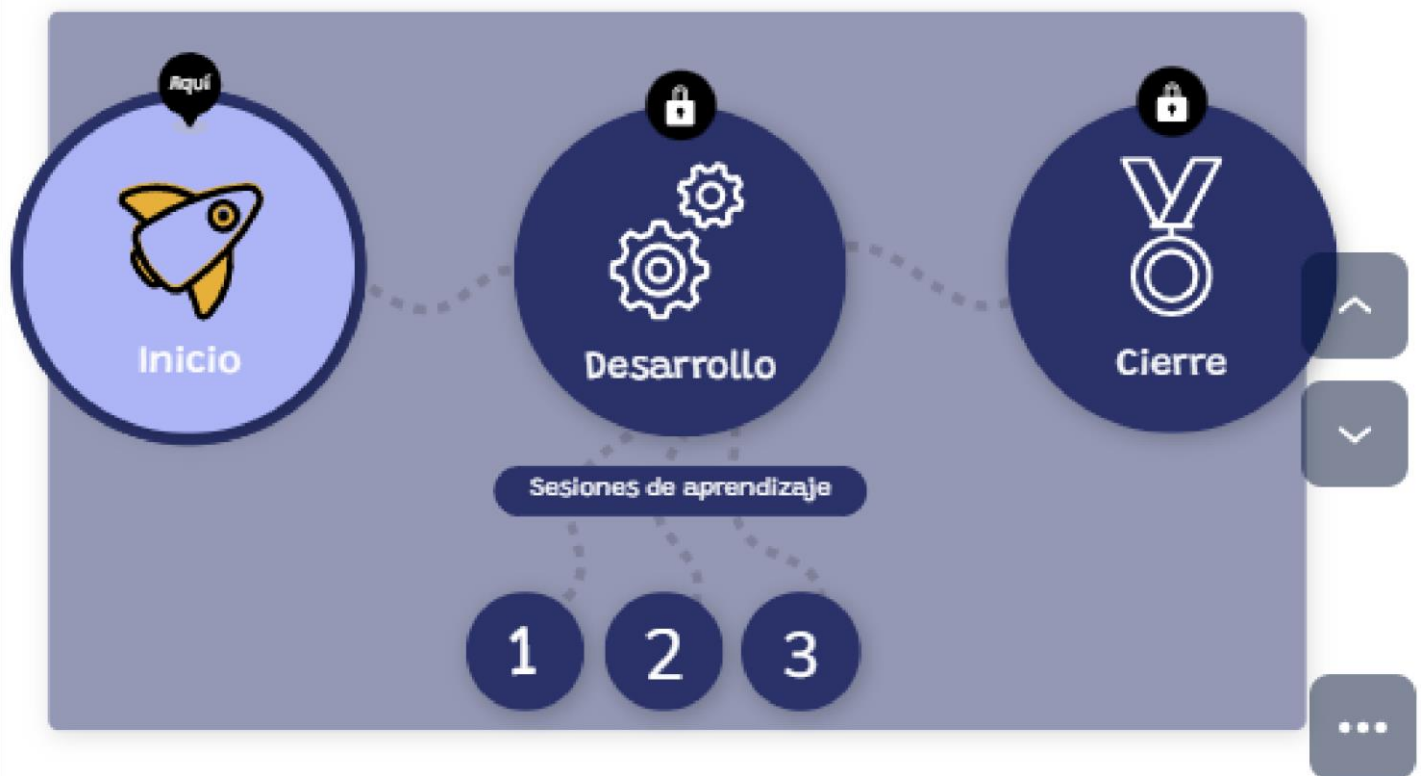 Aquí
Inicio
Desarrollo
Cierre
Sesiones de aprendizaje
1
2
3